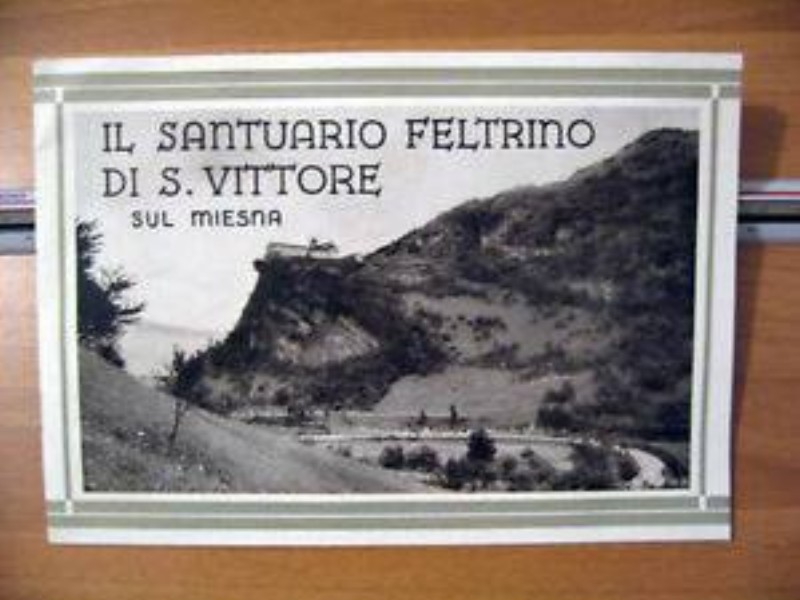 IL SANTUARIO FELTRINO
DI S. VITTORE
SUL MIESNA